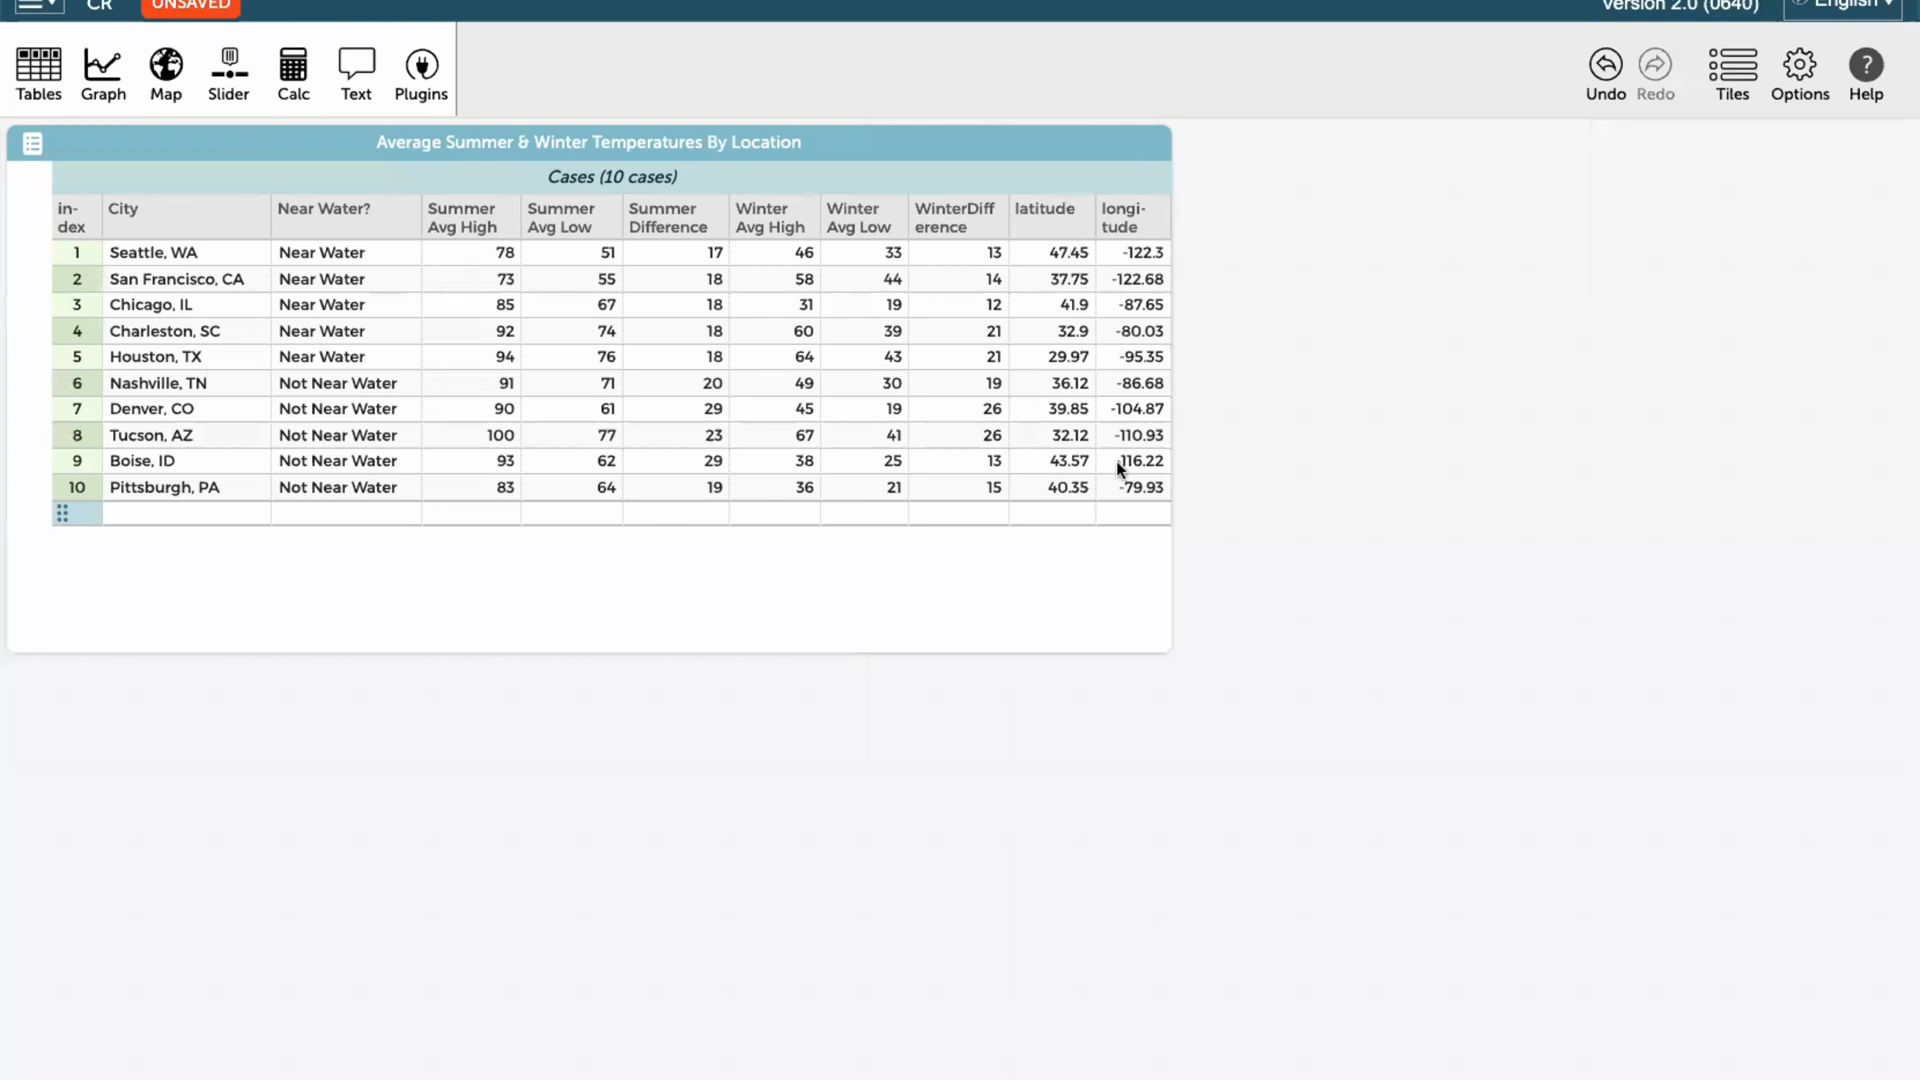 CR UNSAVED Version 2.0 (0640) English
Tables Graph Map Slider Calc Text Plugins Undo Redo Tiles Options Help
Average Summer & Winter Temperatures By Location
Cases (10 cases)
in-dex City Near Water? Summer Avg High Summer Avg Low Summer Difference Winter Avg High Winter Avg Low WinterDifference latitude longi-tude
1 Seattle, WA Near Water 78 51 17 46 33 13 47.45 -122.3
2 San Francisco, CA Near Water 73 55 18 58 44 14 37.75 -122.68
3 Chicago, IL Near Water 85 67 18 31 19 12 41.9 -87.65
4 Charleston, SC Near Water 92 74 18 60 39 21 32.9 -80.03
5 Houston, TX Near Water 94 76 18 64 43 21 29.97 -95.35
6 Nashville, TN Not Near Water 91 71 20 49 30 19 36.12 -86.68
7 Denver, CO Not Near Water 90 61 29 45 19 26 39.85 -104.87
8 Tucson, AZ Not Near Water 100 77 23 67 41 26 32.12 -110.93
9 Boise, ID Not Near Water 93 62 29 38 25 13 43.57 -116.22
10 Pittsburgh, PA Not Near Water 83 64 19 36 21 15 40.35 -79.93